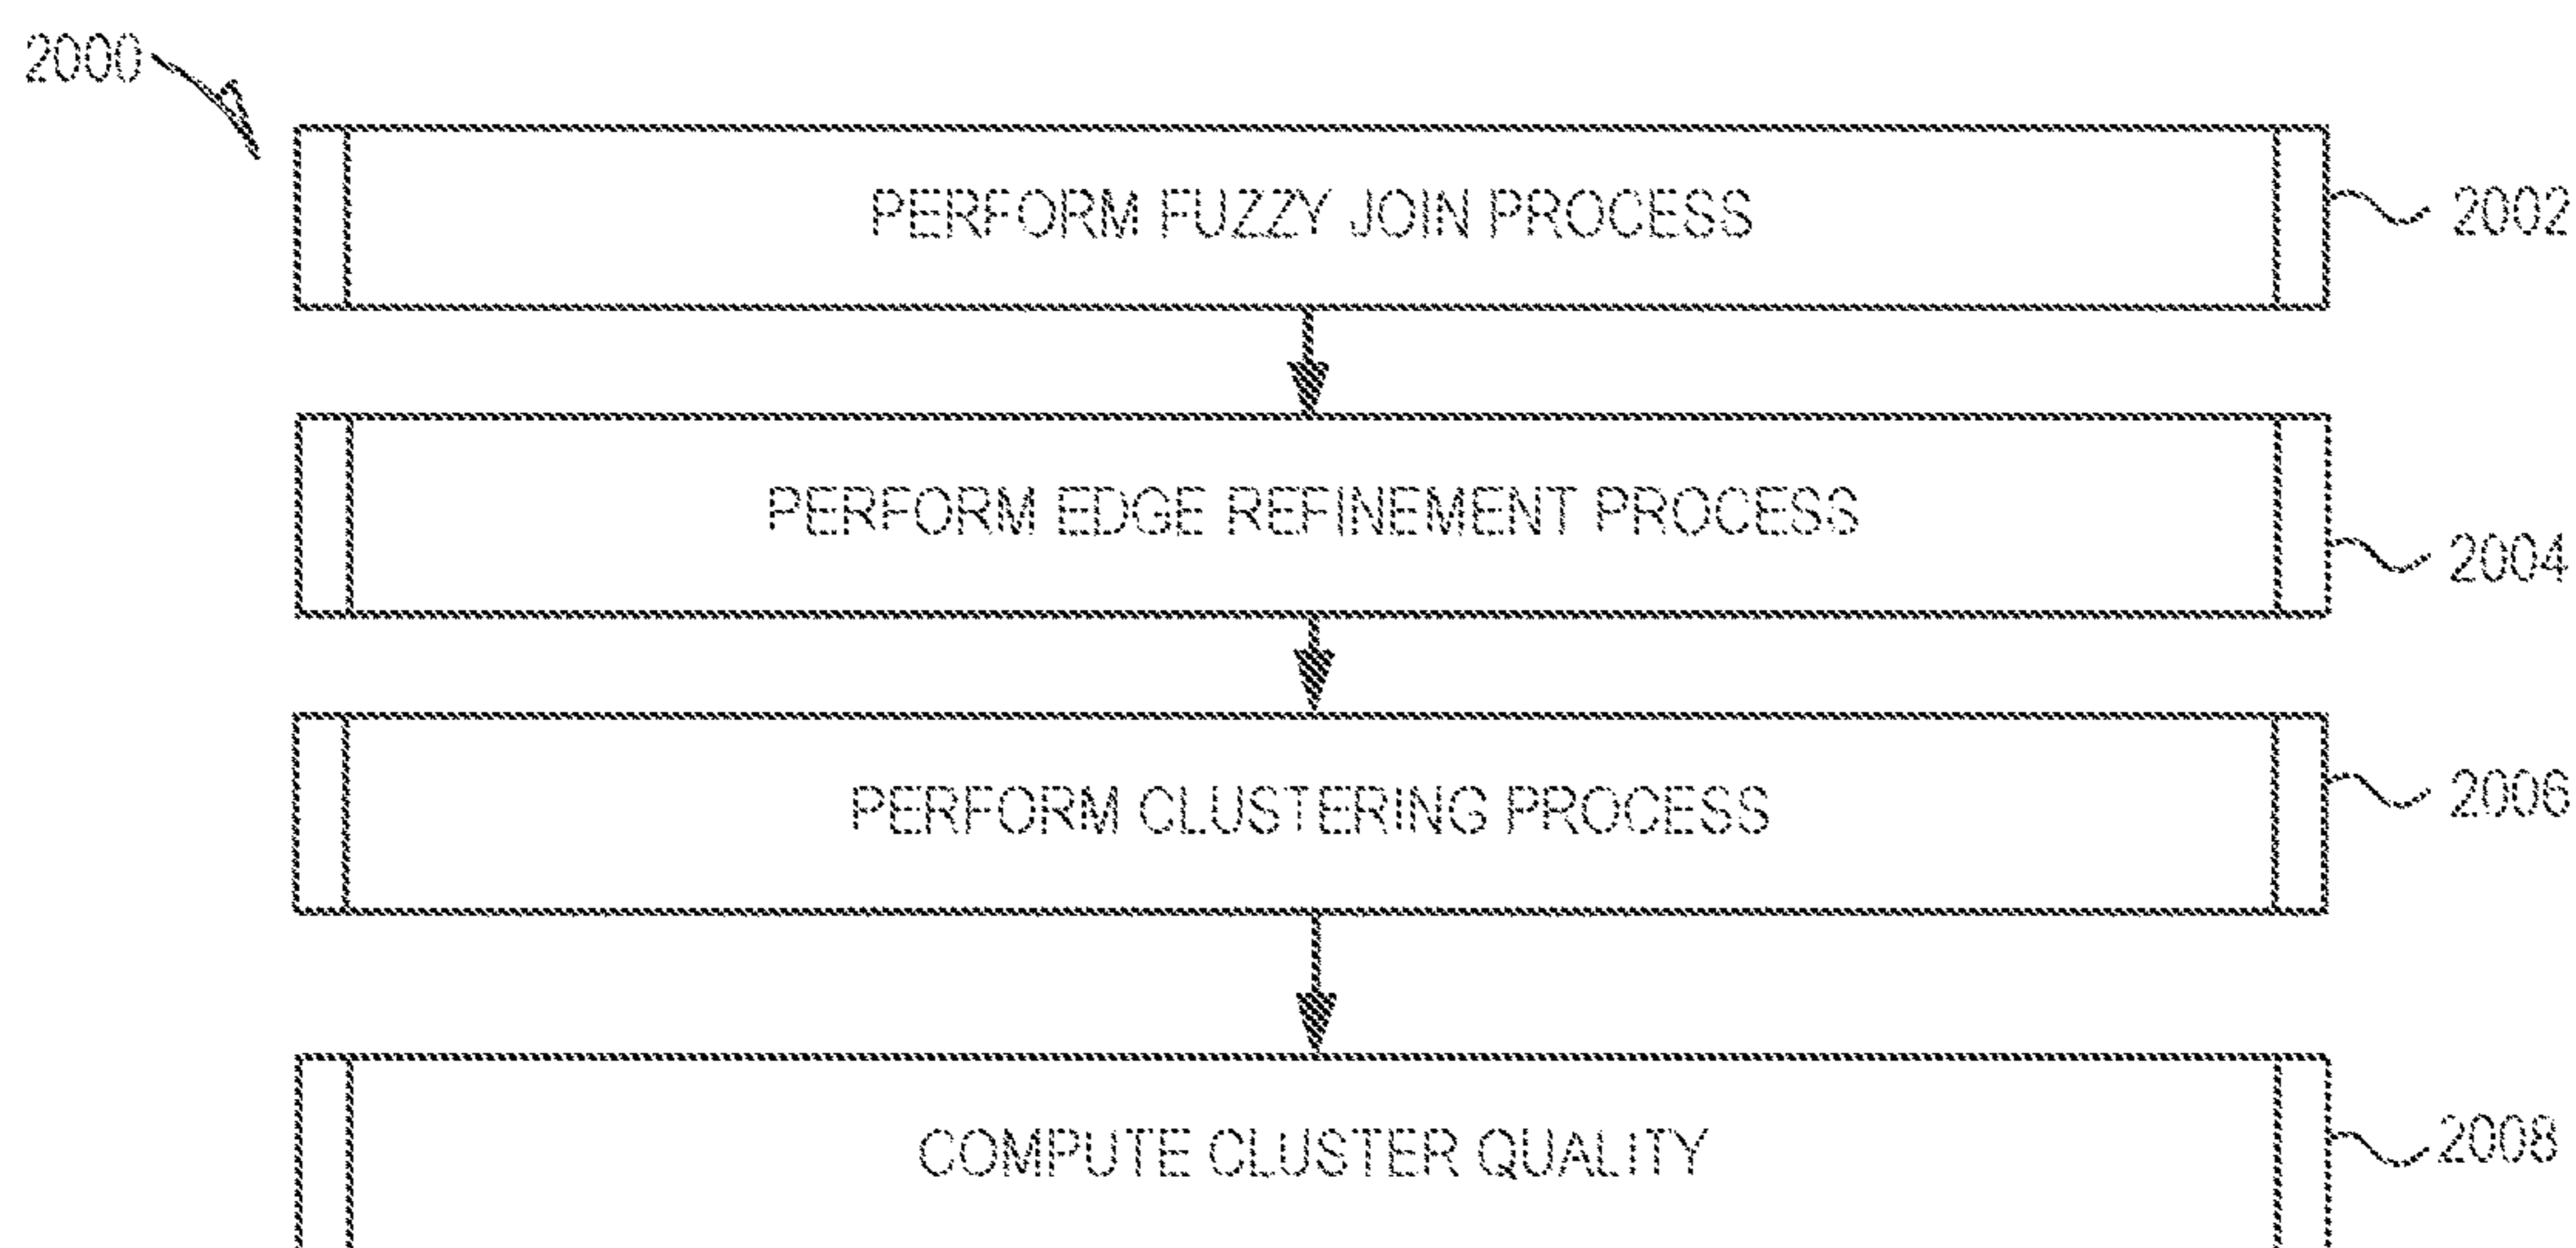 2000
PERFORM FUZZY JOIN PROCESS
2002
PERFORM EDGE REFINEMENT PROCESS
2004
PERFORM CLUSTERING PROCESS
2006
COMPUTE CLUSTER QUALITY
2008